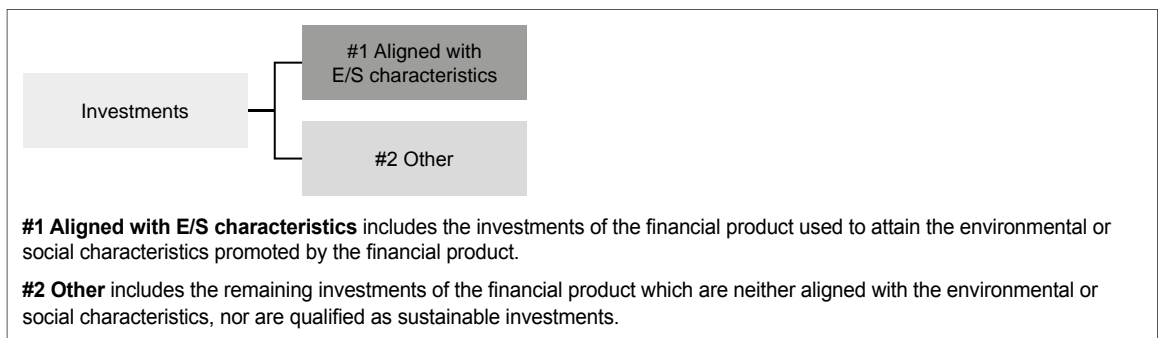 #1 Aligned with
E/S characteristics
Investments
#2 Other
#1 Aligned with E/S characteristics includes the investments of the financial product used to attain the environmental or
social characteristics promoted by the financial product.
#2 Other includes the remaining investments of the financial product which are neither aligned with the environmental or
social characteristics, nor are qualified as sustainable investments.